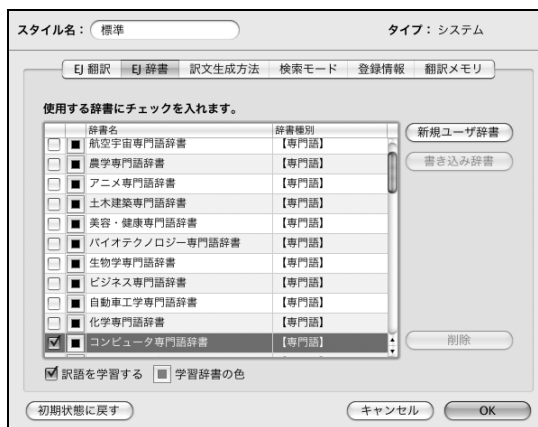 スタイル名： 標準 タイプ：システム
EJ 翻訳 EJ 辞書 訳文生成方法 検索モード 登録情報 翻訳メモリ
使用する辞書にチェックを入れます。
辞書名 辞書種別
航空宇宙専門語辞書 【専門語】
農学専門語辞書 【専門語】
アニメ専門語辞書 【専門語】
土木建築専門語辞書 【専門語】
美容・健康専門語辞書 【専門語】
バイオテクノロジー専門語辞書 【専門語】
生物学専門語辞書 【専門語】
ビジネス専門語辞書 【専門語】
自動車工学専門語辞書 【専門語】
化学専門語辞書 【専門語】
コンピュータ専門語辞書 【専門語】
新規ユーザ辞書
書き込み辞書
削除
訳語を学習する 学習辞書の色
初期状態に戻す キャンセル OK